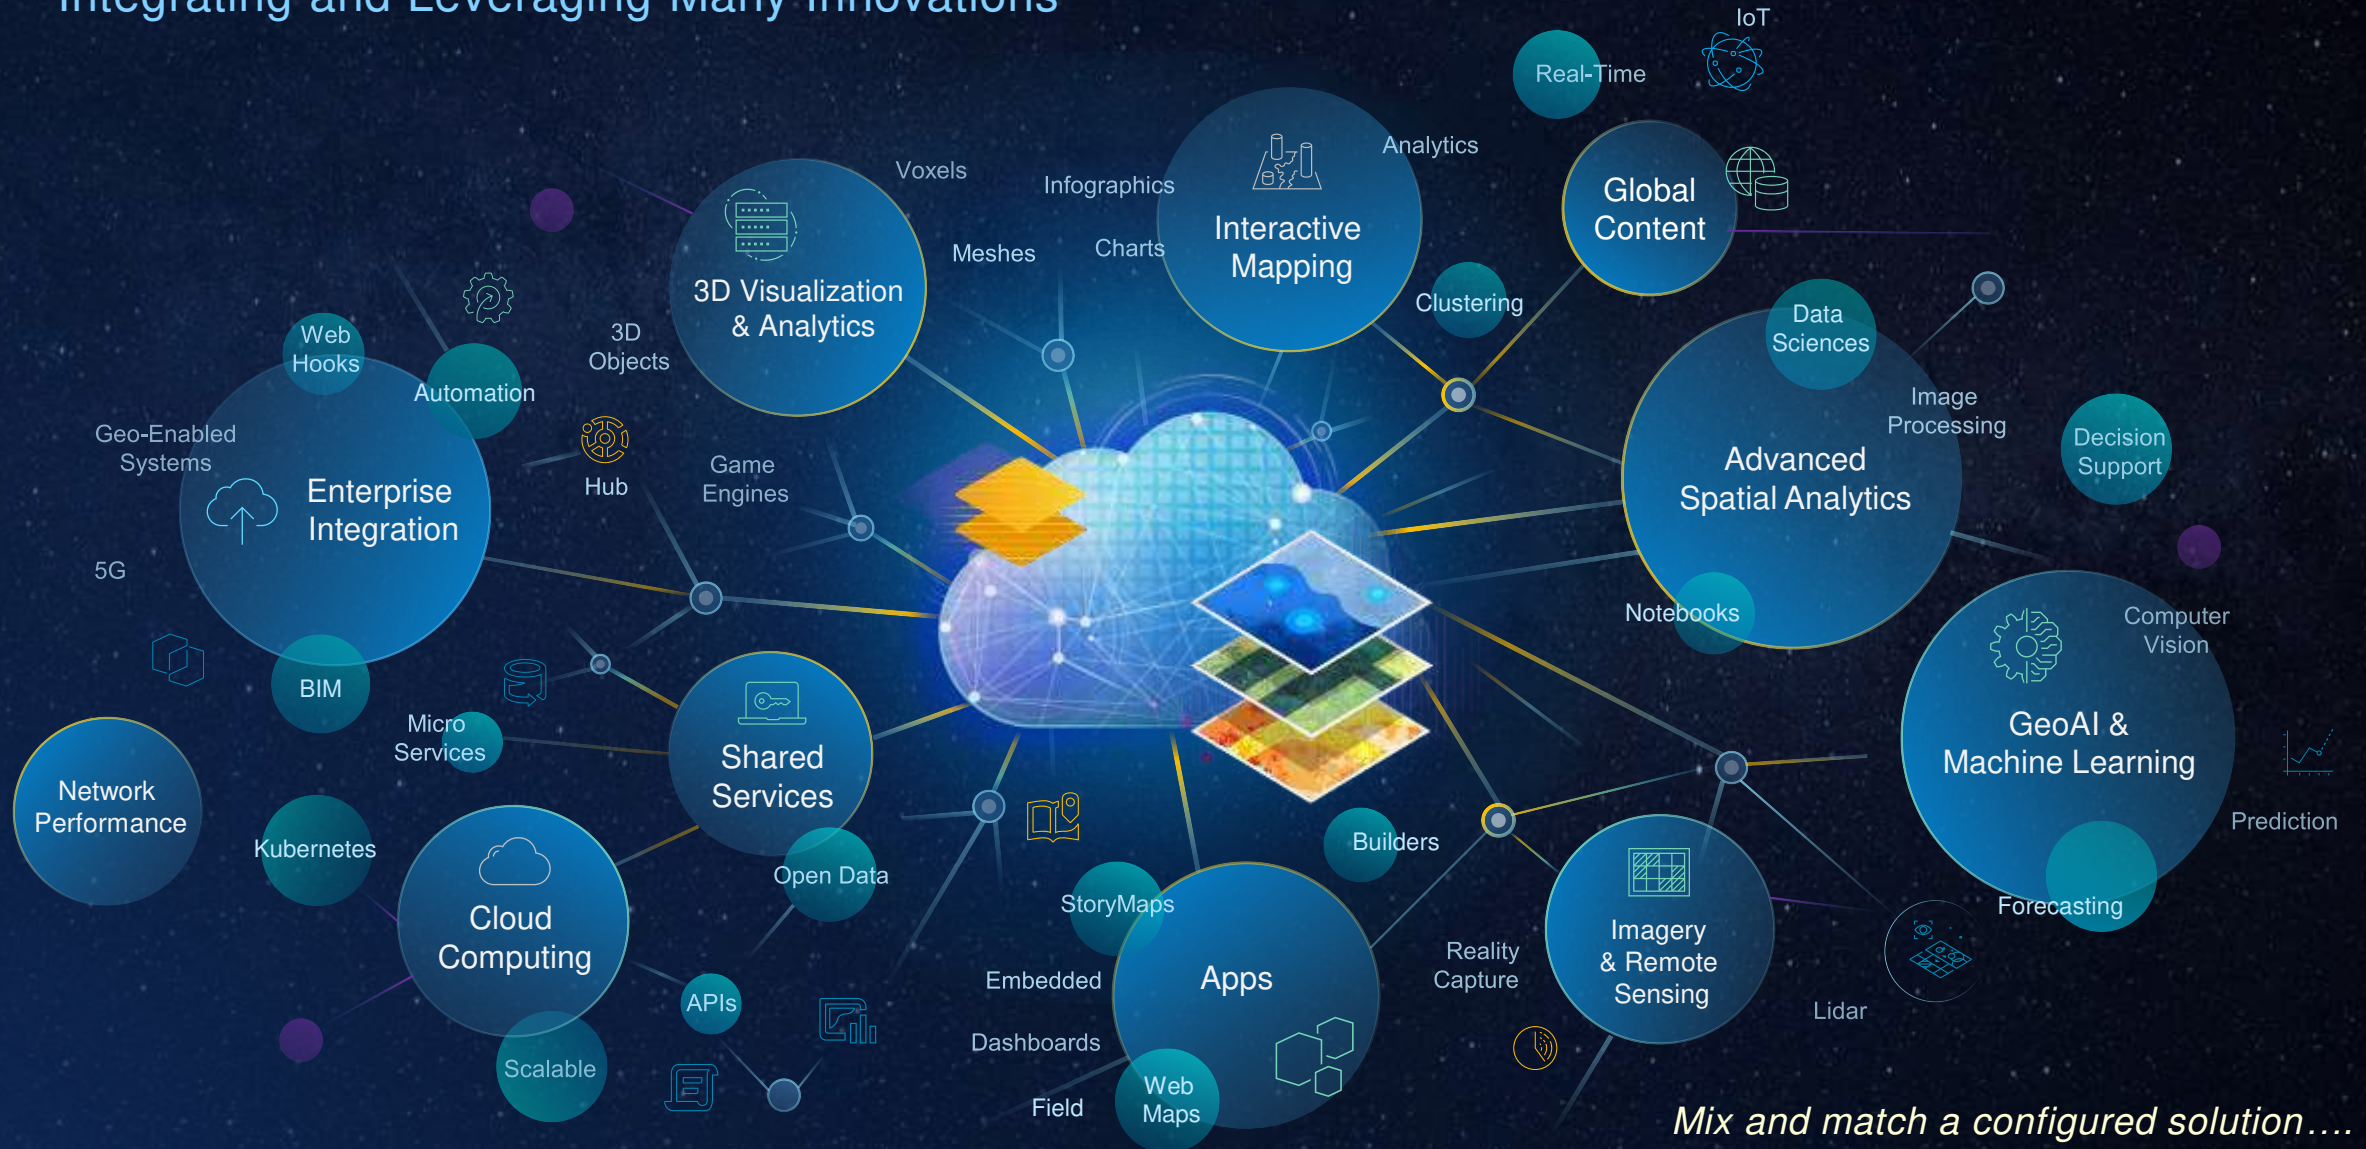 Integrating and Leveraging Many Innovations
IoT
Real-Time
Voxels
Infographics
Analytics
Meshes
Charts
Interactive
Mapping
Global
Content
Clustering
3D Visualization
& Analytics
3D
Objects
Data
Sciences
Image
Processing
Decision
Support
Advanced
Spatial Analytics
Notebooks
Web
Hooks
Automation
Geo-Enabled
Systems
Enterprise
Integration
Hub
Game
Engines
5G
BIM
Micro
Services
Network
Performance
Kubernetes
Shared
Services
Open Data
Cloud
Computing
APIs
Scalable
Computer
Vision
GeoAI &
Machine Learning
Prediction
Forecasting
Builders
StoryMaps
Embedded
Apps
Dashboards
Field
Web
Maps
Reality
Capture
Imagery
& Remote
Sensing
Lidar
Mix and match a configured solution….